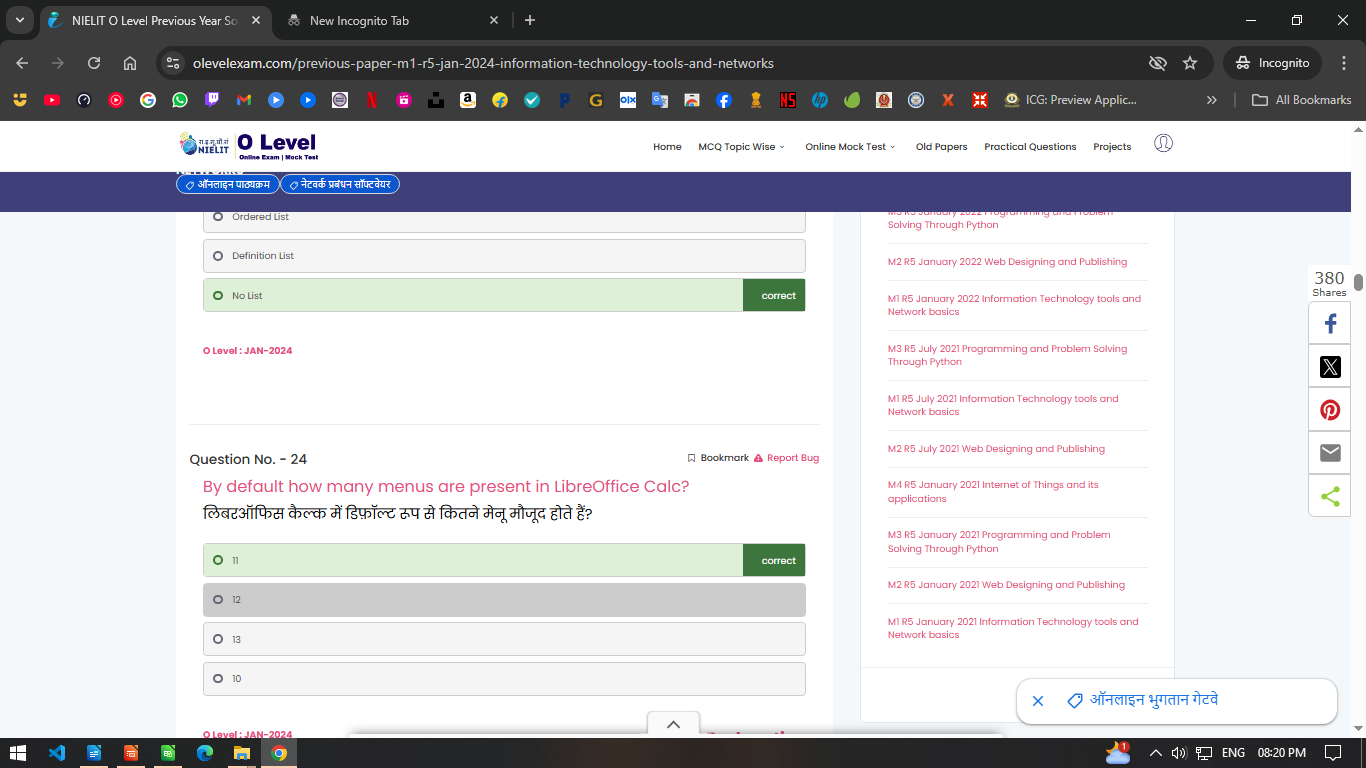 NIELIT O Level Previous Year So
New Incognito Tab
olevelexam.com/previous-paper-m1-r5-jan-2024-information-technology-tools-and-networks
Incognito
ICG: Preview Applic...
All Bookmarks
रा.इ.सू.प्रौ.सं
NIELIT
O Level
Online Exam | Mock Test
Home
MCQ Topic Wise
Online Mock Test
Old Papers
Practical Questions
Projects
ऑनलाइन पाठ्यक्रम
नेटवर्क प्रबंधन सॉफ्टवेयर
Ordered List
Definition List
No List
correct
O Level : JAN-2024
Question No. - 24
Bookmark
Report Bug
By default how many menus are present in LibreOffice Calc?
लिबरऑफिस कैल्क में डिफ़ॉल्ट रूप से कितने मेनू मौजूद होते हैं?
11
correct
12
13
10
O Level : JAN-2024
M3 R5 January 2022 Programming and Problem
Solving Through Python
M2 R5 January 2022 Web Designing and Publishing
M1 R5 January 2022 Information Technology tools and
Network basics
M3 R5 July 2021 Programming and Problem Solving
Through Python
M1 R5 July 2021 Information Technology tools and
Network basics
M2 R5 July 2021 Web Designing and Publishing
M4 R5 January 2021 Internet of Things and its
applications
M3 R5 January 2021 Programming and Problem
Solving Through Python
M2 R5 January 2021 Web Designing and Publishing
M1 R5 January 2021 Information Technology tools and
Network basics
380
Shares
ऑनलाइन भुगतान गेटवे
1
ENG
08:20 PM